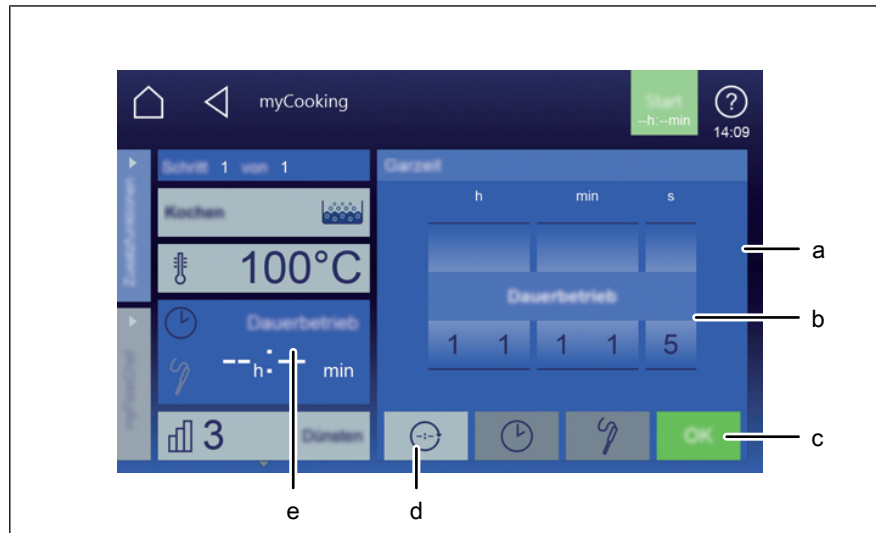 myCooking
Start
--h:--min
14:09
Zusatzfunktionen
Schritt 1 von 1
Kochen
100°C
Dauerbetrieb
--h:-- min
3 Dünsten
Garzeit
h min s
Dauerbetrieb
1 1 1 1 5
-:-
OK
a
b
c
d
e